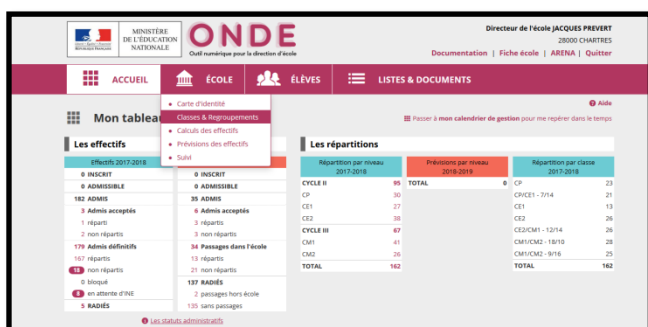 MINISTÈRE
DE L'ÉDUCATION
NATIONALE
ONDE
Outil numérique pour la direction d'école
Directeur de l'école JACQUES PREVERT
28000 CHARTRES
Documentation | Fiche école | ARENA | Quitter
ACCUEIL ÉCOLE ÉLÈVES LISTES & DOCUMENTS
Aide
Mon tableau
Passer à mon calendrier de gestion pour me repérer dans le temps
Carte d'identité
Classes & Regroupements
Calculs des effectifs
Prévisions des effectifs
Suivi
Les effectifs
Effectifs 2017-2018
0 INSCRIT
0 ADMISSIBLE
182 ADMIS
3 Admis acceptés
1 réparti
2 non répartis
179 Admis définitifs
167 répartis
18 non répartis
0 bloqué
8 en attente d'INE
5 RADIÉS
0 INSCRIT
0 ADMISSIBLE
35 ADMIS
6 Admis acceptés
3 répartis
3 non répartis
34 Passages dans l'école
13 répartis
21 non répartis
137 RADIÉS
2 passages hors école
135 sans passages
Les statuts administratifs
Les répartitions
Répartition par niveau
2017-2018
CYCLE II 95
CP 30
CE1 27
CE2 38
CYCLE III 67
CM1 41
CM2 26
TOTAL 162
Prévisions par niveau
2018-2019
TOTAL 0
Répartition par classe
2017-2018
CP 23
CP/CE1 - 7/14 21
CE1 13
CE2 26
CE2/CM1 - 12/14 26
CM1/CM2 - 18/10 28
CM1/CM2 - 9/16 25
TOTAL 162